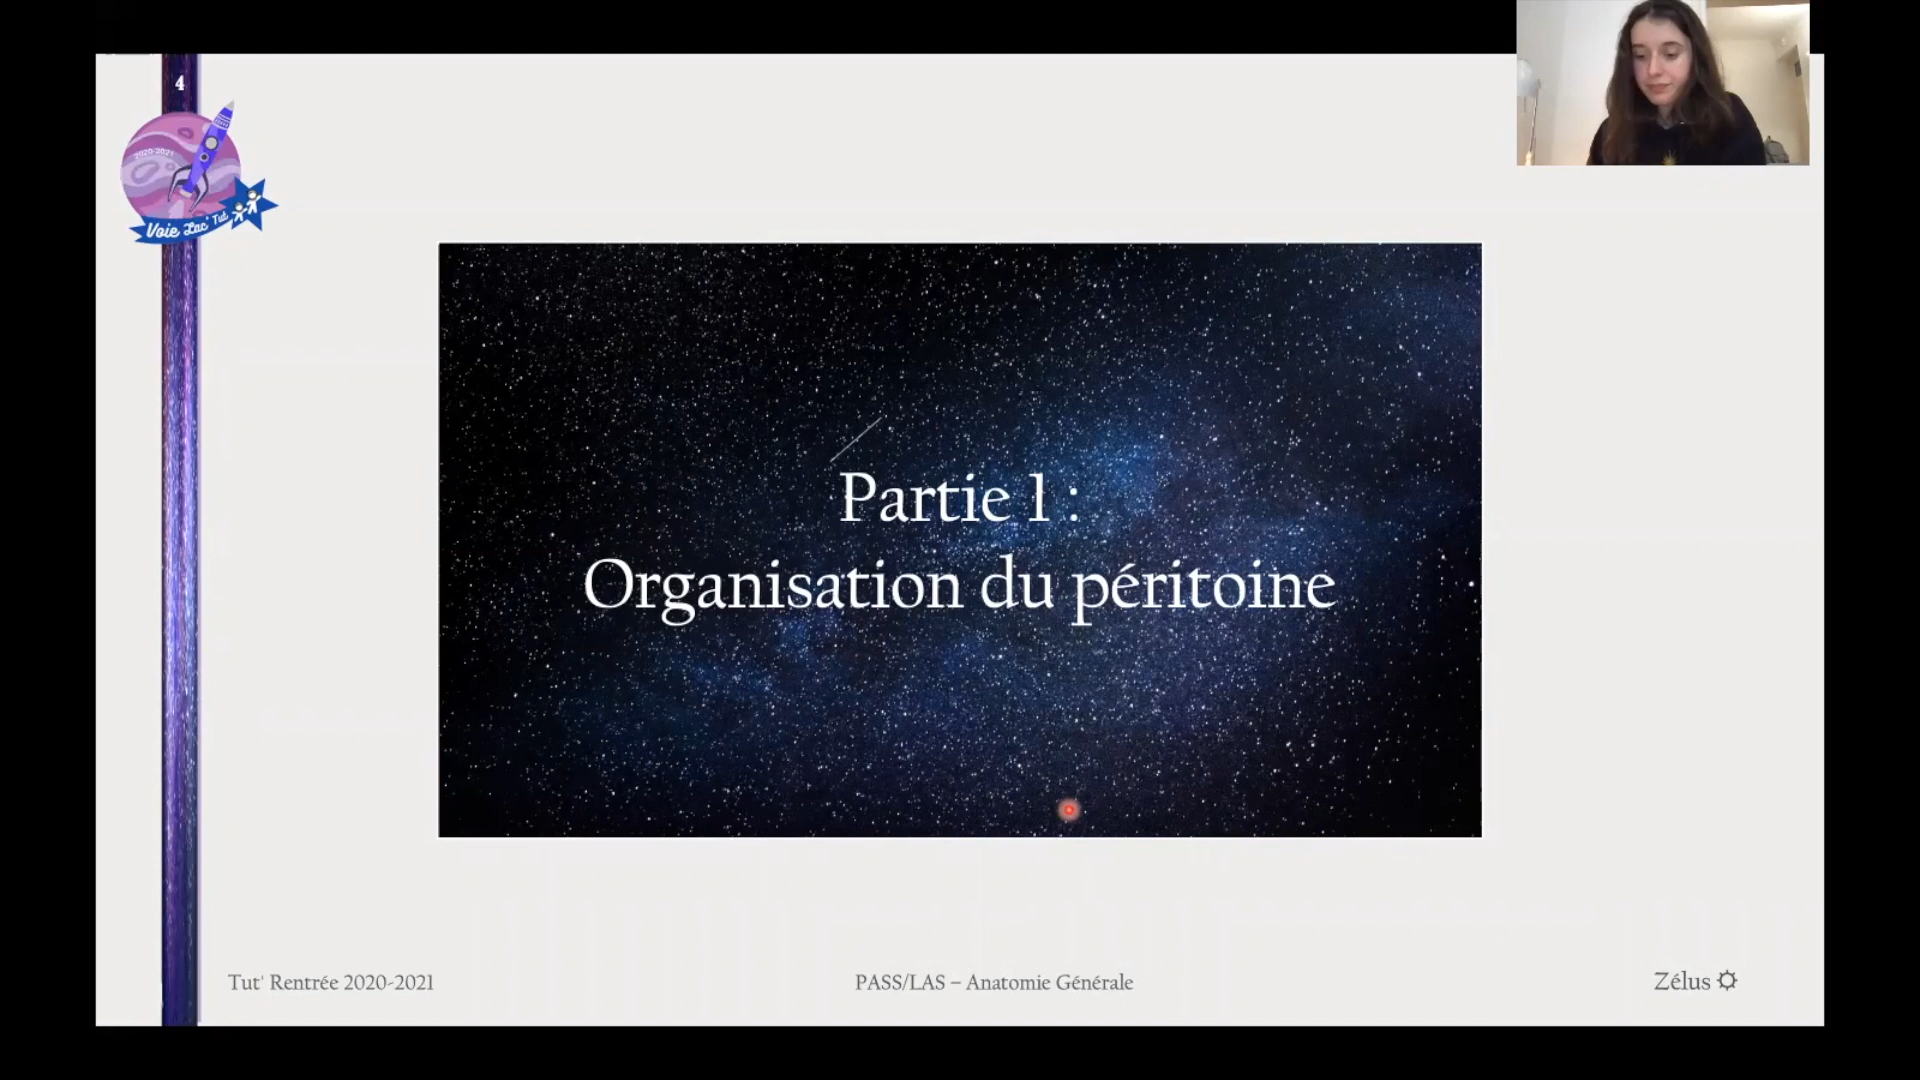 4
2020-2021
Voie Lac' Tut
Partie 1 :
Organisation du péritoine
Tut' Rentrée 2020-2021
PASS/LAS – Anatomie Générale
Zélus